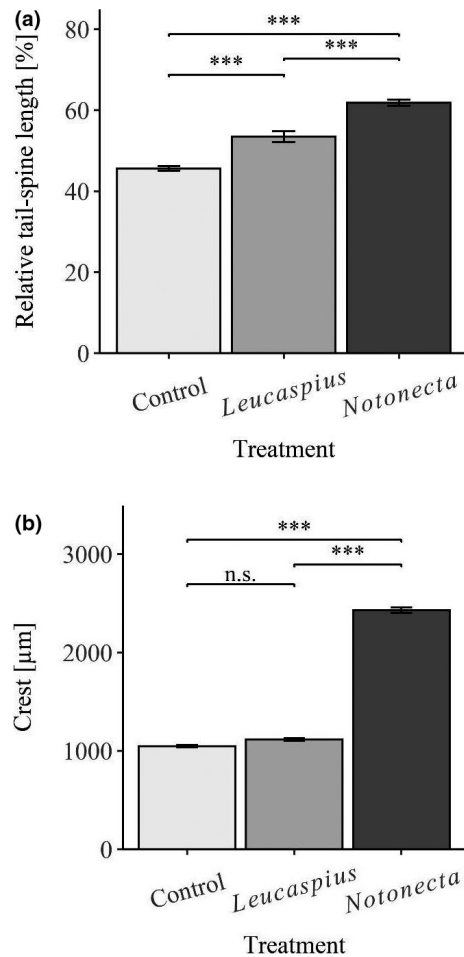 (a)
Relative tail-spine length [%]
80
60
40
20
0
***
***
***
Control
Leucaspius
Notonecta
Treatment
(b)
Crest [µm]
3000
2000
1000
0
***
***
n.s.
Control
Leucaspius
Notonecta
Treatment